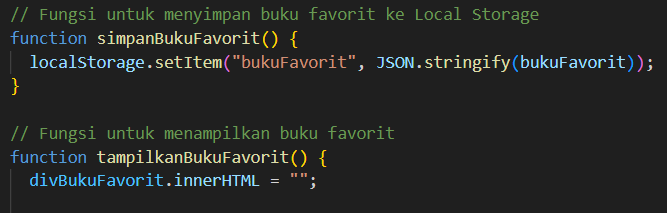 // Fungsi untuk menyimpan buku favorit ke Local Storage
function simpanBukuFavorit() {
  localStorage.setItem("bukuFavorit", JSON.stringify(bukuFavorit));
}
// Fungsi untuk menampilkan buku favorit
function tampilkanBukuFavorit() {
  divBukuFavorit.innerHTML = "";